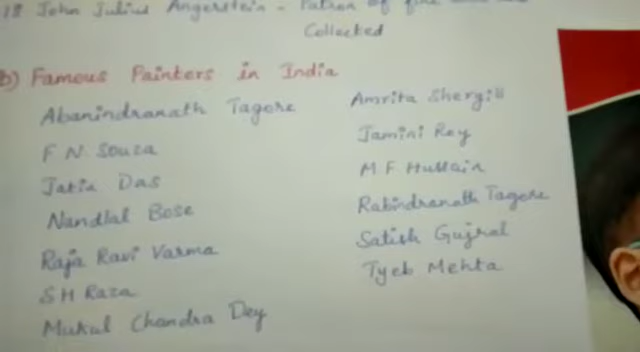 18 John Julius Angerstein - Patron of fine
Collected
b) Famous Painters in India
Abanindranath Tagore
F N. Souza
Jatin Das
Nandlal Bose
Raja Ravi Varma
S H Raza
Mukul Chandra Dey
Amrita Shergill
Jamini Roy
M F Hussain
Rabindranath Tagore
Satish Gujral
Tyeb Mehta